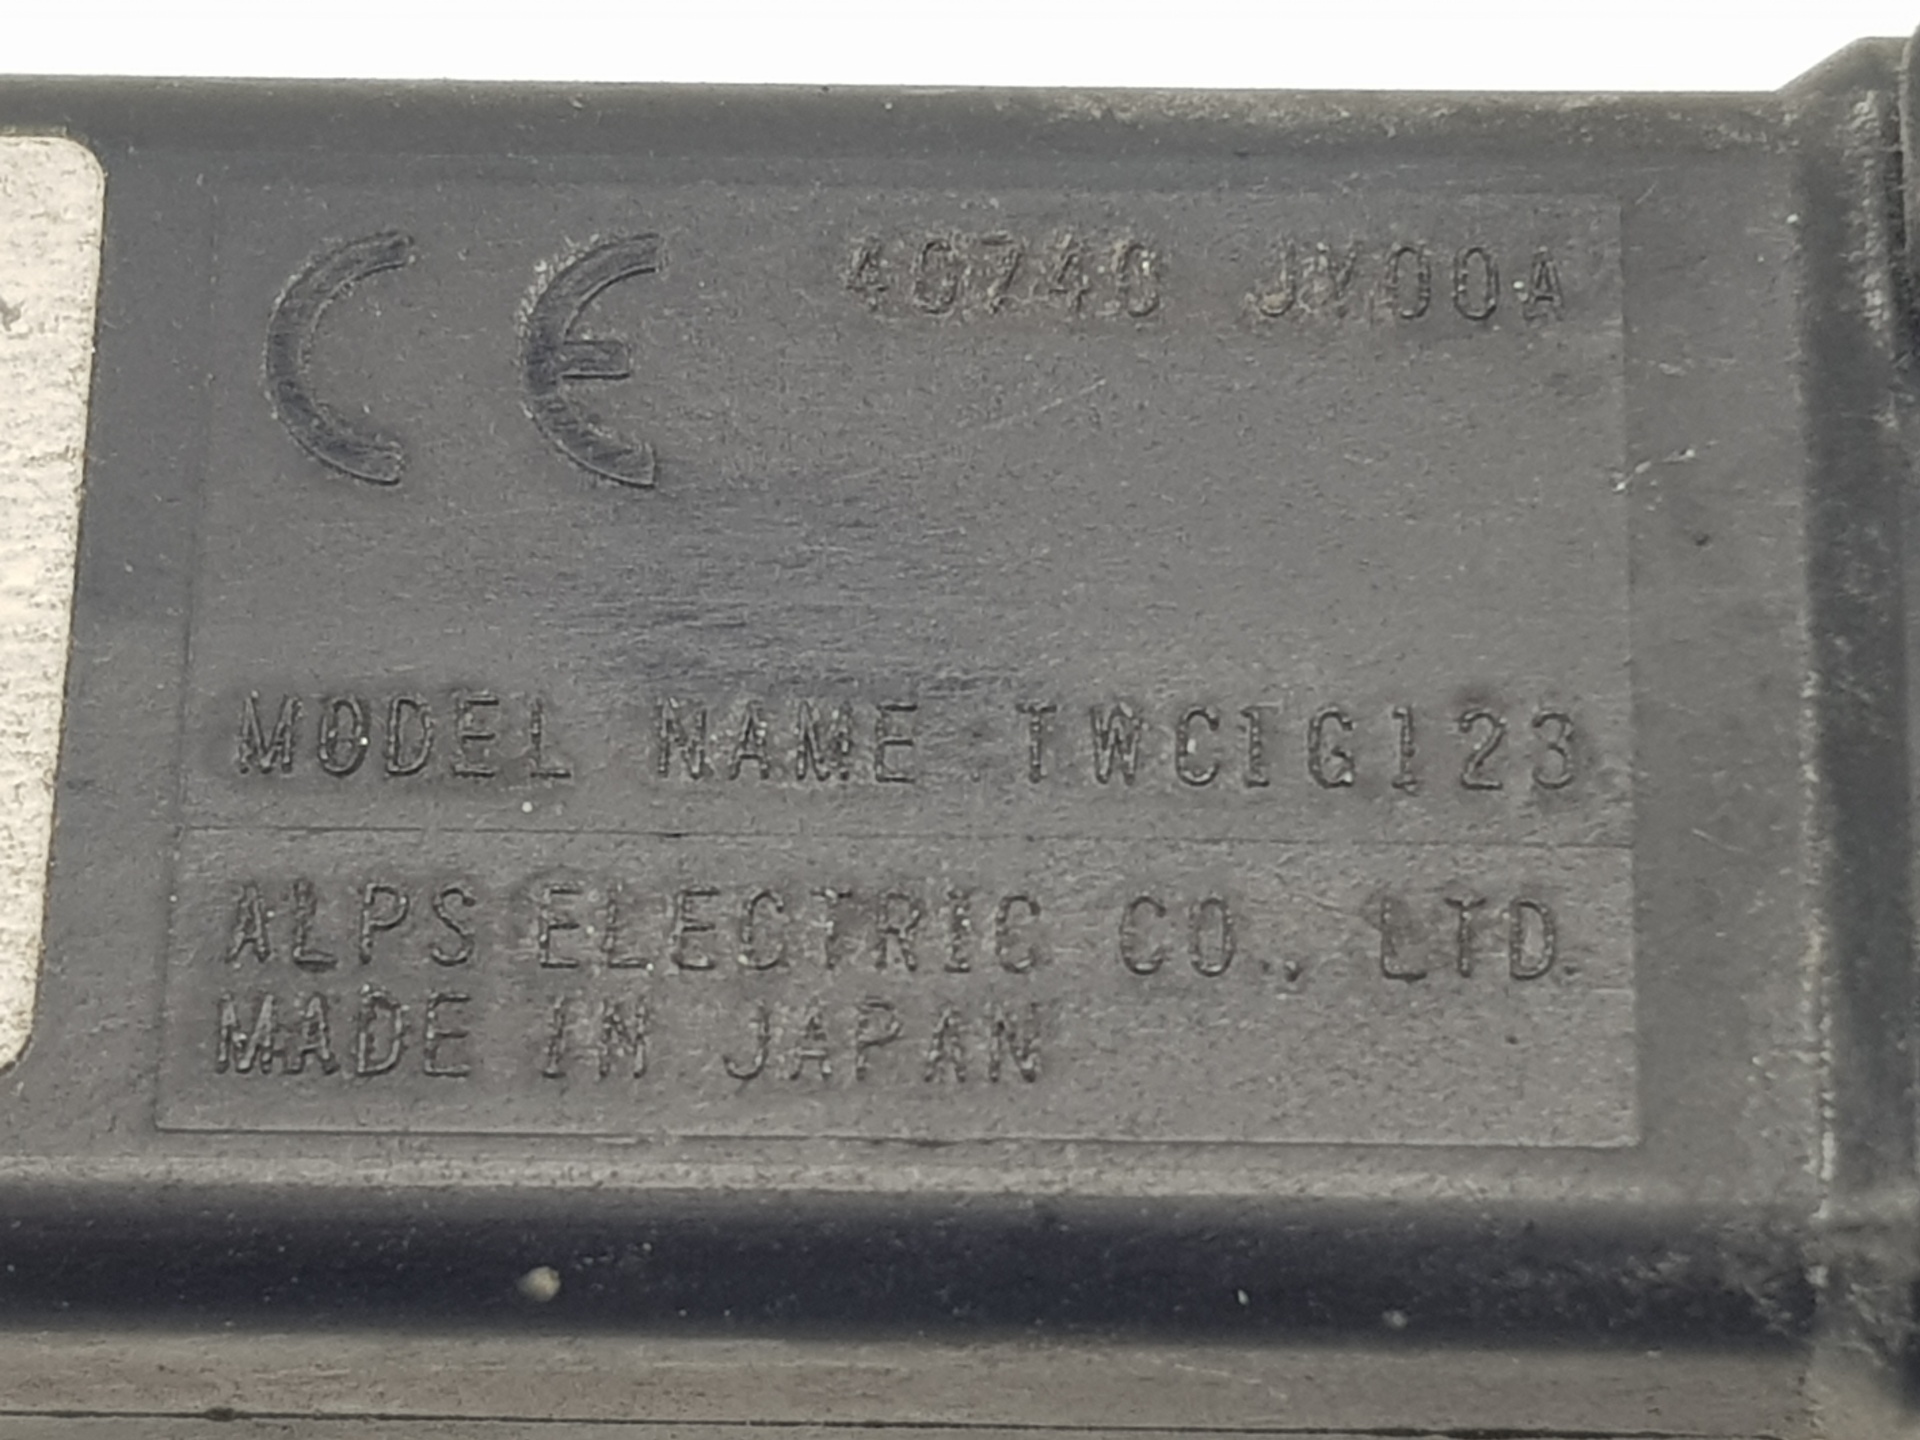 CE 40740 JY00A
MODEL NAME TWC1G123
ALPS ELECTRIC CO., LTD.
MADE IN JAPAN